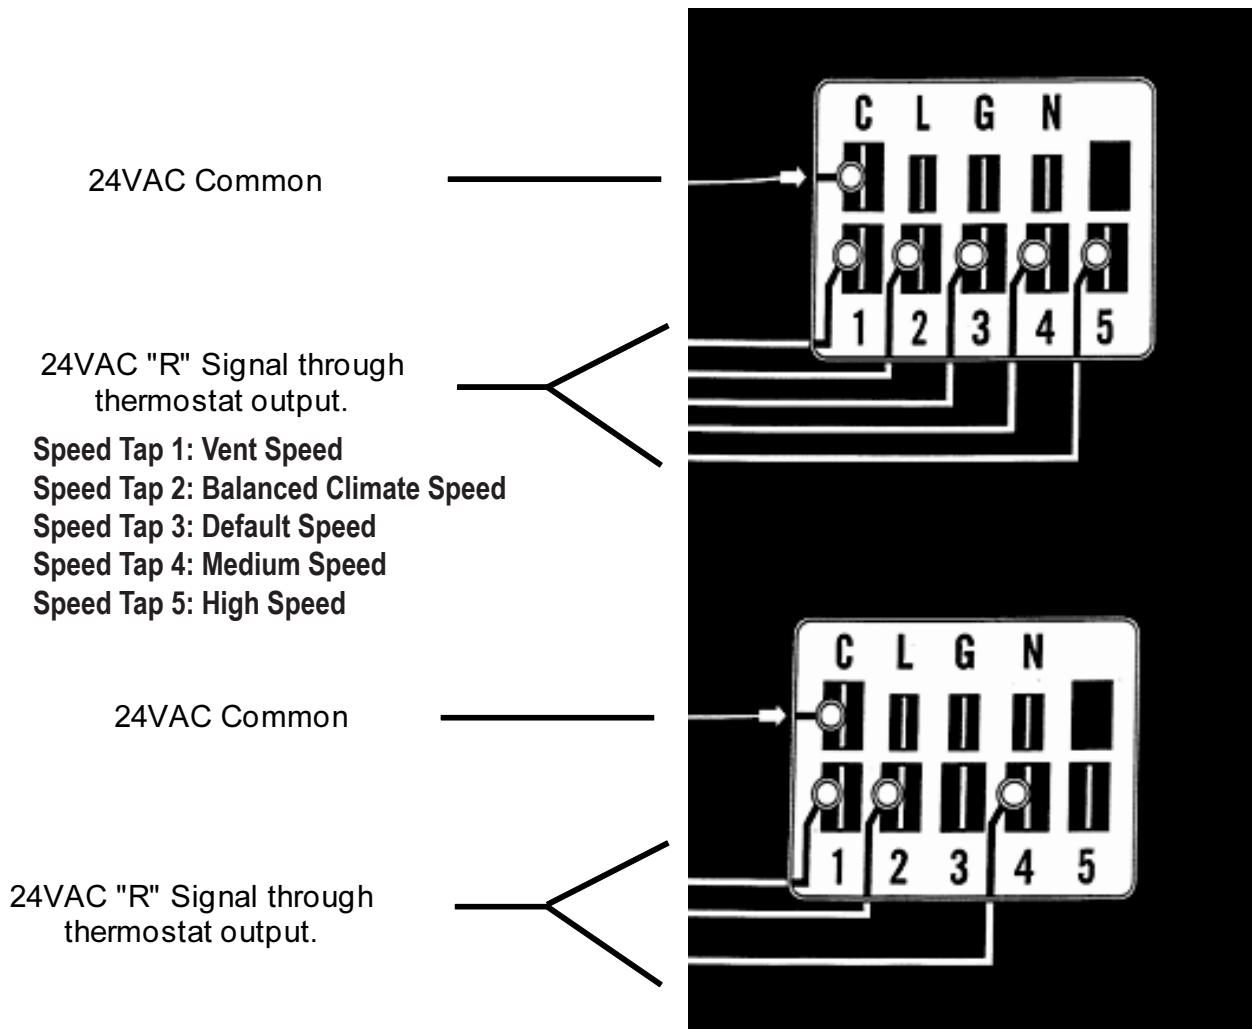 C L G N
24VAC Common
1 2 3 4 5
24VAC "R" Signal through
thermostat output.
Speed Tap 1: Vent Speed
Speed Tap 2: Balanced Climate Speed
Speed Tap 3: Default Speed
Speed Tap 4: Medium Speed
Speed Tap 5: High Speed
C L G N
24VAC Common
1 2 3 4 5
24VAC "R" Signal through
thermostat output.